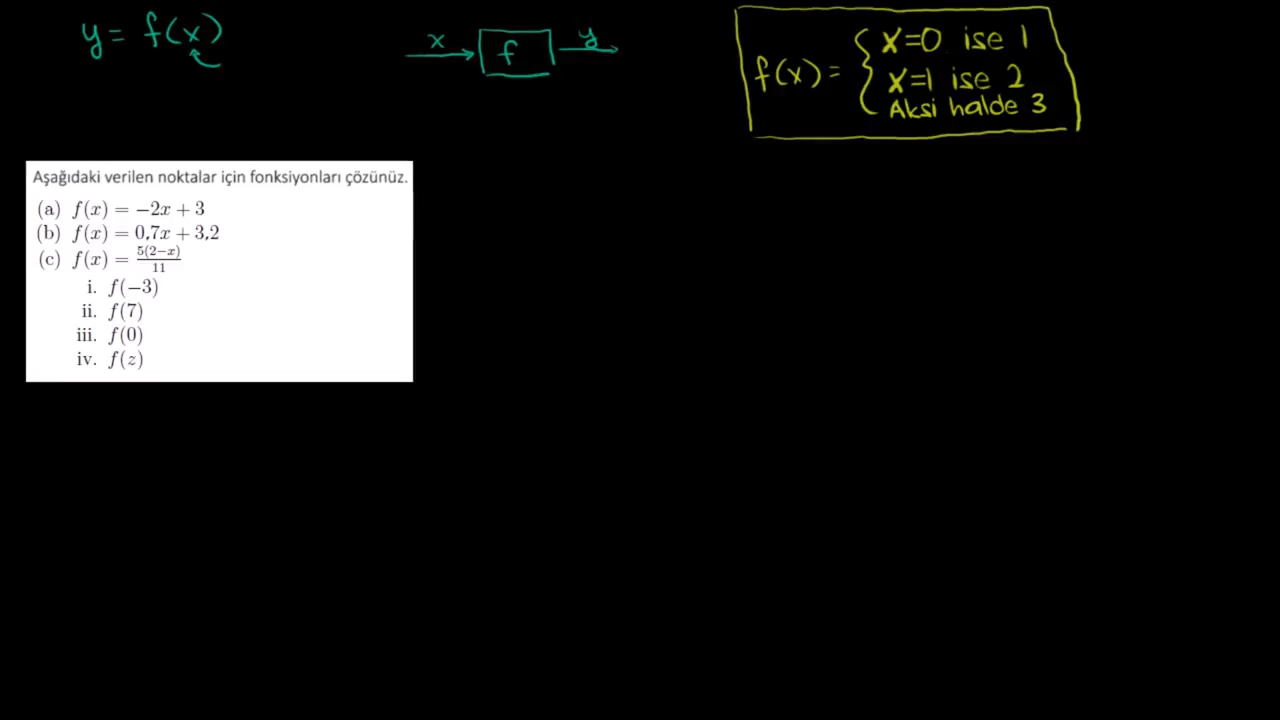 y = f(x)
x f y
f(x) = { x=0 ise 1
x=1 ise 2
Aksi halde 3
Aşağıdaki verilen noktalar için fonksiyonları çözünüz.
(a) f(x) = −2x + 3
(b) f(x) = 0,7x + 3,2
(c) f(x) = 5(2−x)/11
i. f(−3)
ii. f(7)
iii. f(0)
iv. f(z)